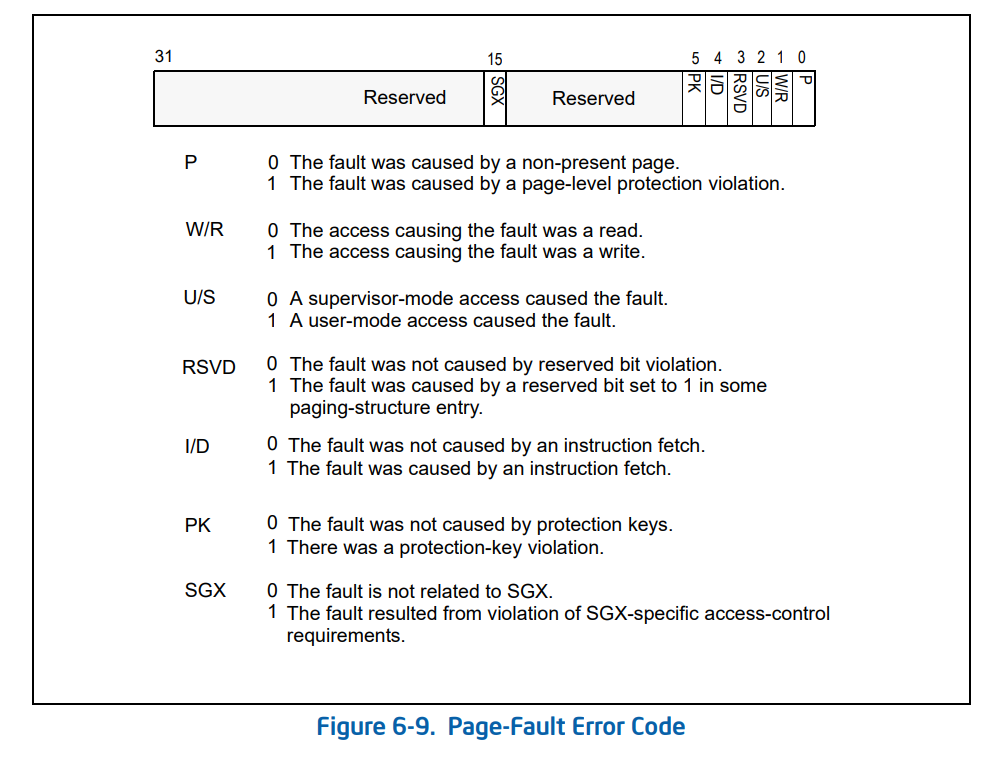 31 15 5 4 3 2 1 0
Reserved SGX Reserved PK I/D RSVD U/S W/R P
P 0 The fault was caused by a non-present page.
1 The fault was caused by a page-level protection violation.
W/R 0 The access causing the fault was a read.
1 The access causing the fault was a write.
U/S 0 A supervisor-mode access caused the fault.
1 A user-mode access caused the fault.
RSVD 0 The fault was not caused by reserved bit violation.
1 The fault was caused by a reserved bit set to 1 in some
paging-structure entry.
I/D 0 The fault was not caused by an instruction fetch.
1 The fault was caused by an instruction fetch.
PK 0 The fault was not caused by protection keys.
1 There was a protection-key violation.
SGX 0 The fault is not related to SGX.
1 The fault resulted from violation of SGX-specific access-control
requirements.
Figure 6-9. Page-Fault Error Code